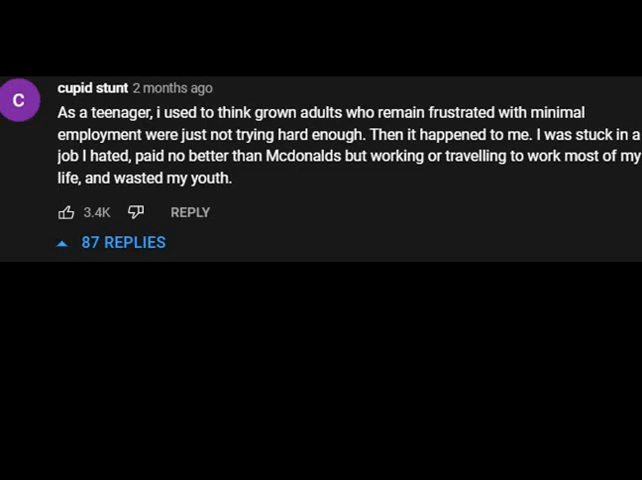 C
cupid stunt 2 months ago
As a teenager, i used to think grown adults who remain frustrated with minimal
employment were just not trying hard enough. Then it happened to me. I was stuck in a
job I hated, paid no better than Mcdonalds but working or travelling to work most of my
life, and wasted my youth.
3.4K REPLY
87 REPLIES